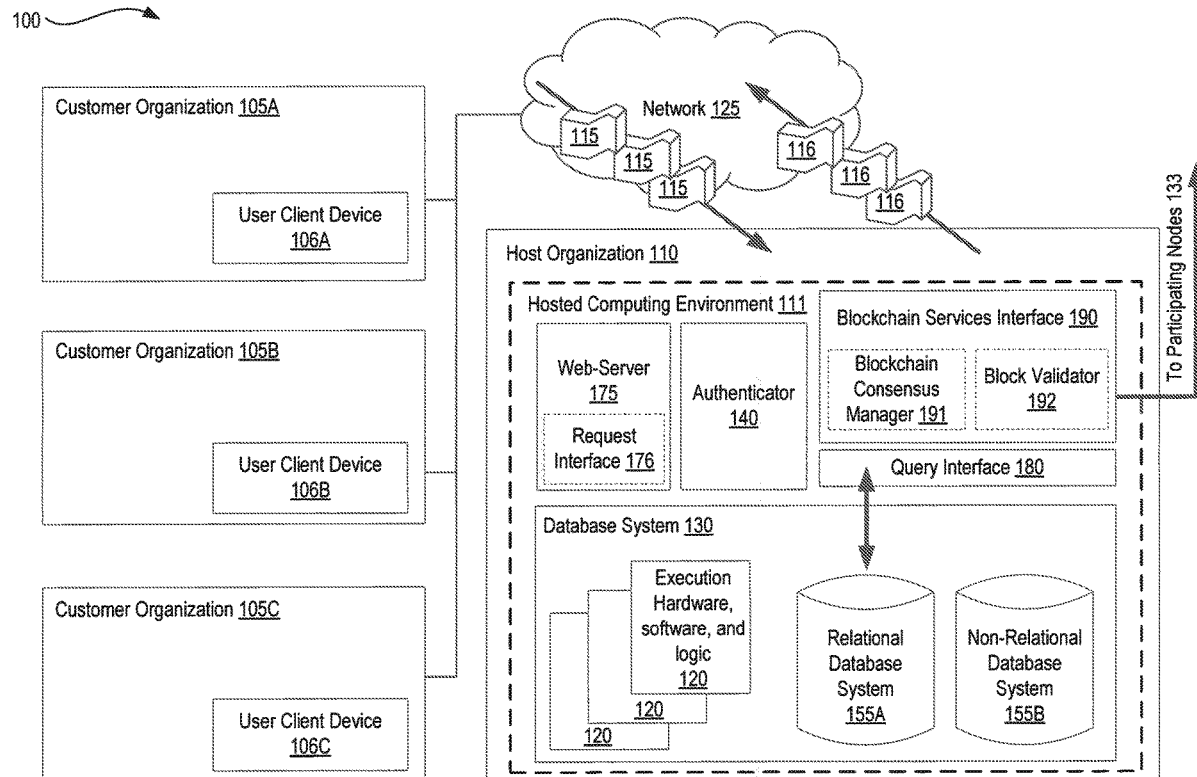 100
Customer Organization 105A
User Client Device
106A
Customer Organization 105B
User Client Device
106B
Customer Organization 105C
User Client Device
106C
Network 125
115
115
115
116
116
116
To Participating Nodes 133
Host Organization 110
Hosted Computing Environment 111
Web-Server
175
Request
Interface 176
Authenticator
140
Blockchain Services Interface 190
Blockchain
Consensus
Manager 191
Block Validator
192
Query Interface 180
Database System 130
Execution
Hardware,
software, and
logic
120
120
120
Relational
Database
System
155A
Non-Relational
Database
System
155B